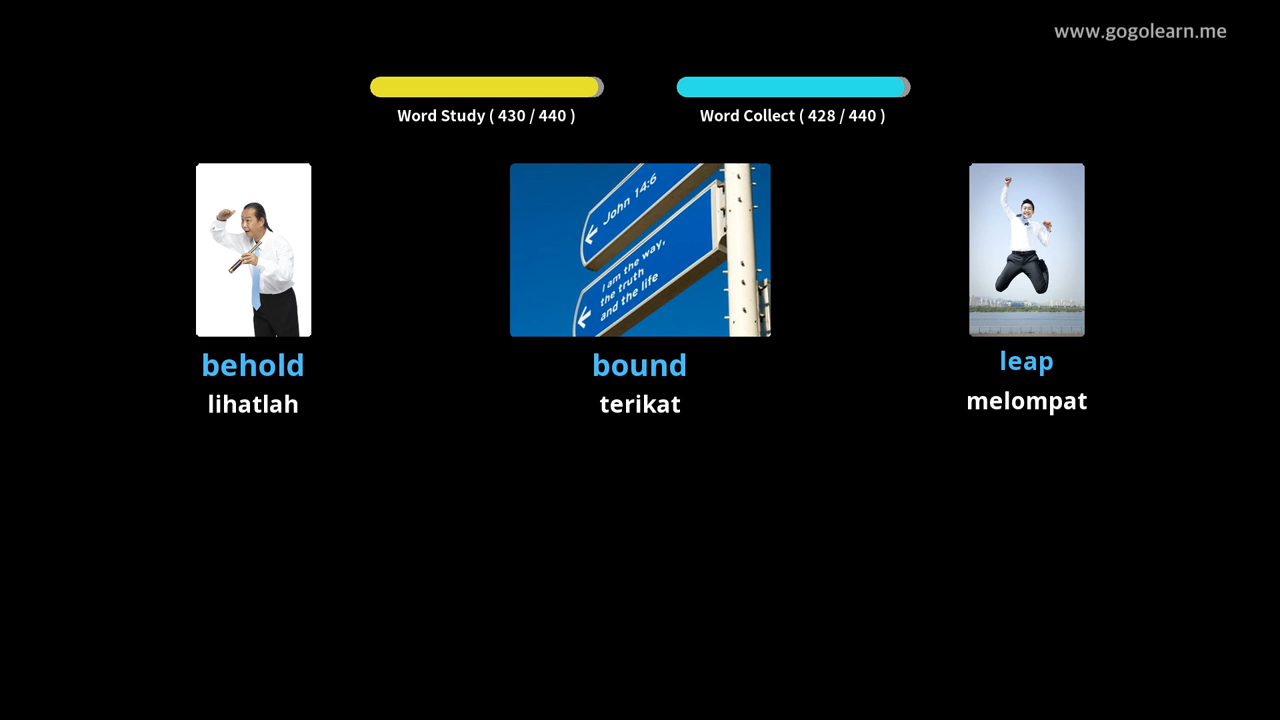 www.gogolearn.me
Word Study ( 430 / 440 )
Word Collect ( 428 / 440 )
John 14:6
I am the way,
the truth
and the life
behold
bound
leap
lihatlah
terikat
melompat